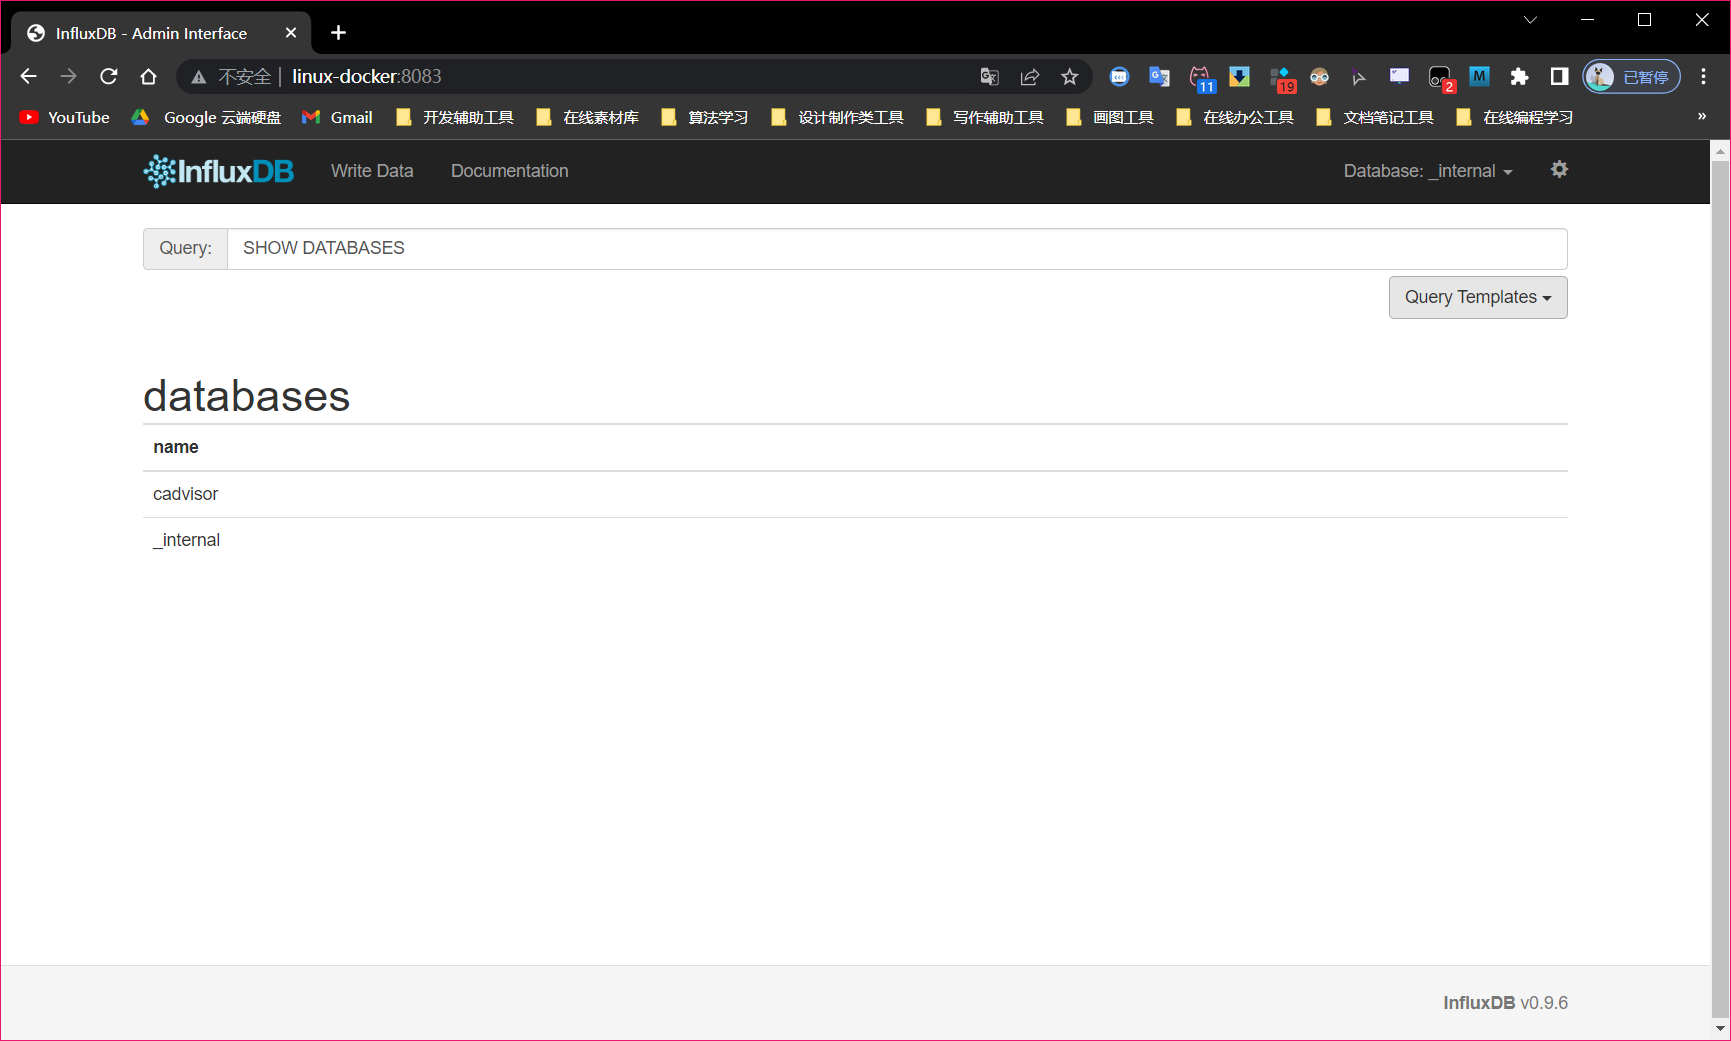 InfluxDB - Admin Interface
不安全 linux-docker:8083
11
19
2
M
已暂停
YouTube Google 云端硬盘 Gmail 开发辅助工具 在线素材库 算法学习 设计制作类工具 写作辅助工具 画图工具 在线办公工具 文档笔记工具 在线编程学习 »
InfluxDB Write Data Documentation Database: _internal
Query: SHOW DATABASES
Query Templates
databases
name
cadvisor
_internal
InfluxDB v0.9.6